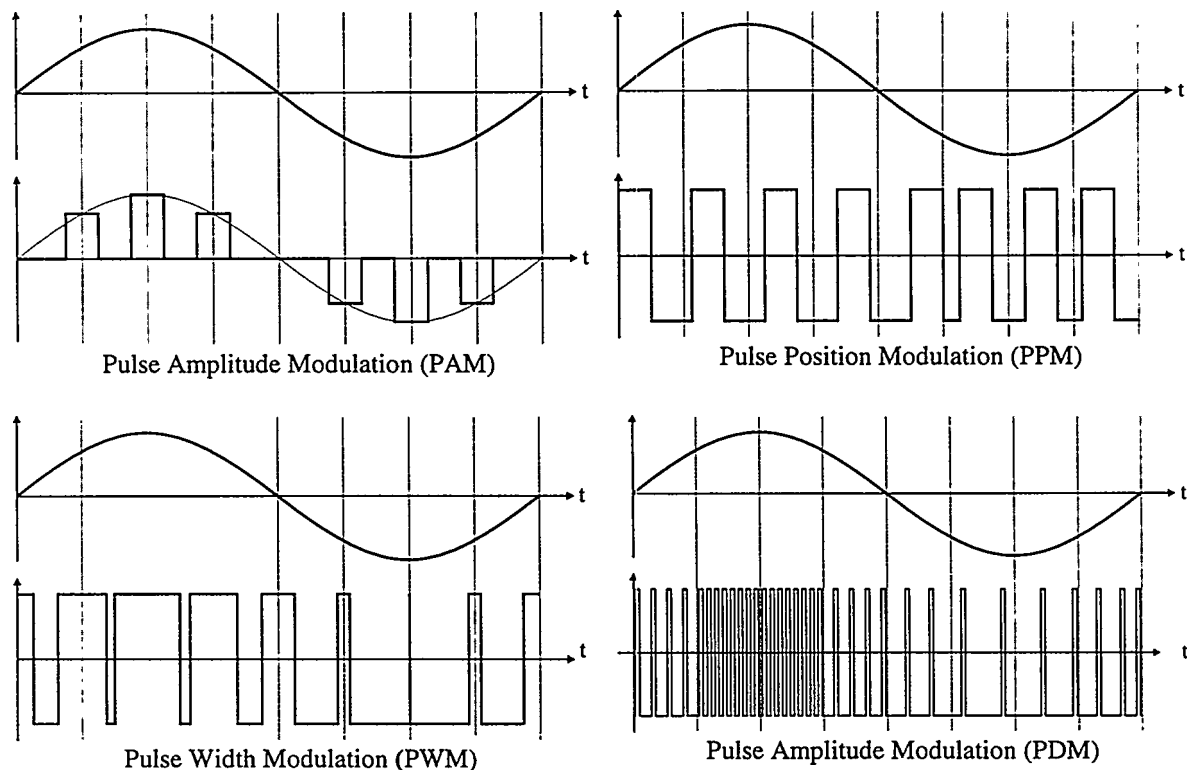 t
t
t
t
Pulse Amplitude Modulation (PAM)
Pulse Position Modulation (PPM)
t
t
t
t
Pulse Width Modulation (PWM)
Pulse Amplitude Modulation (PDM)